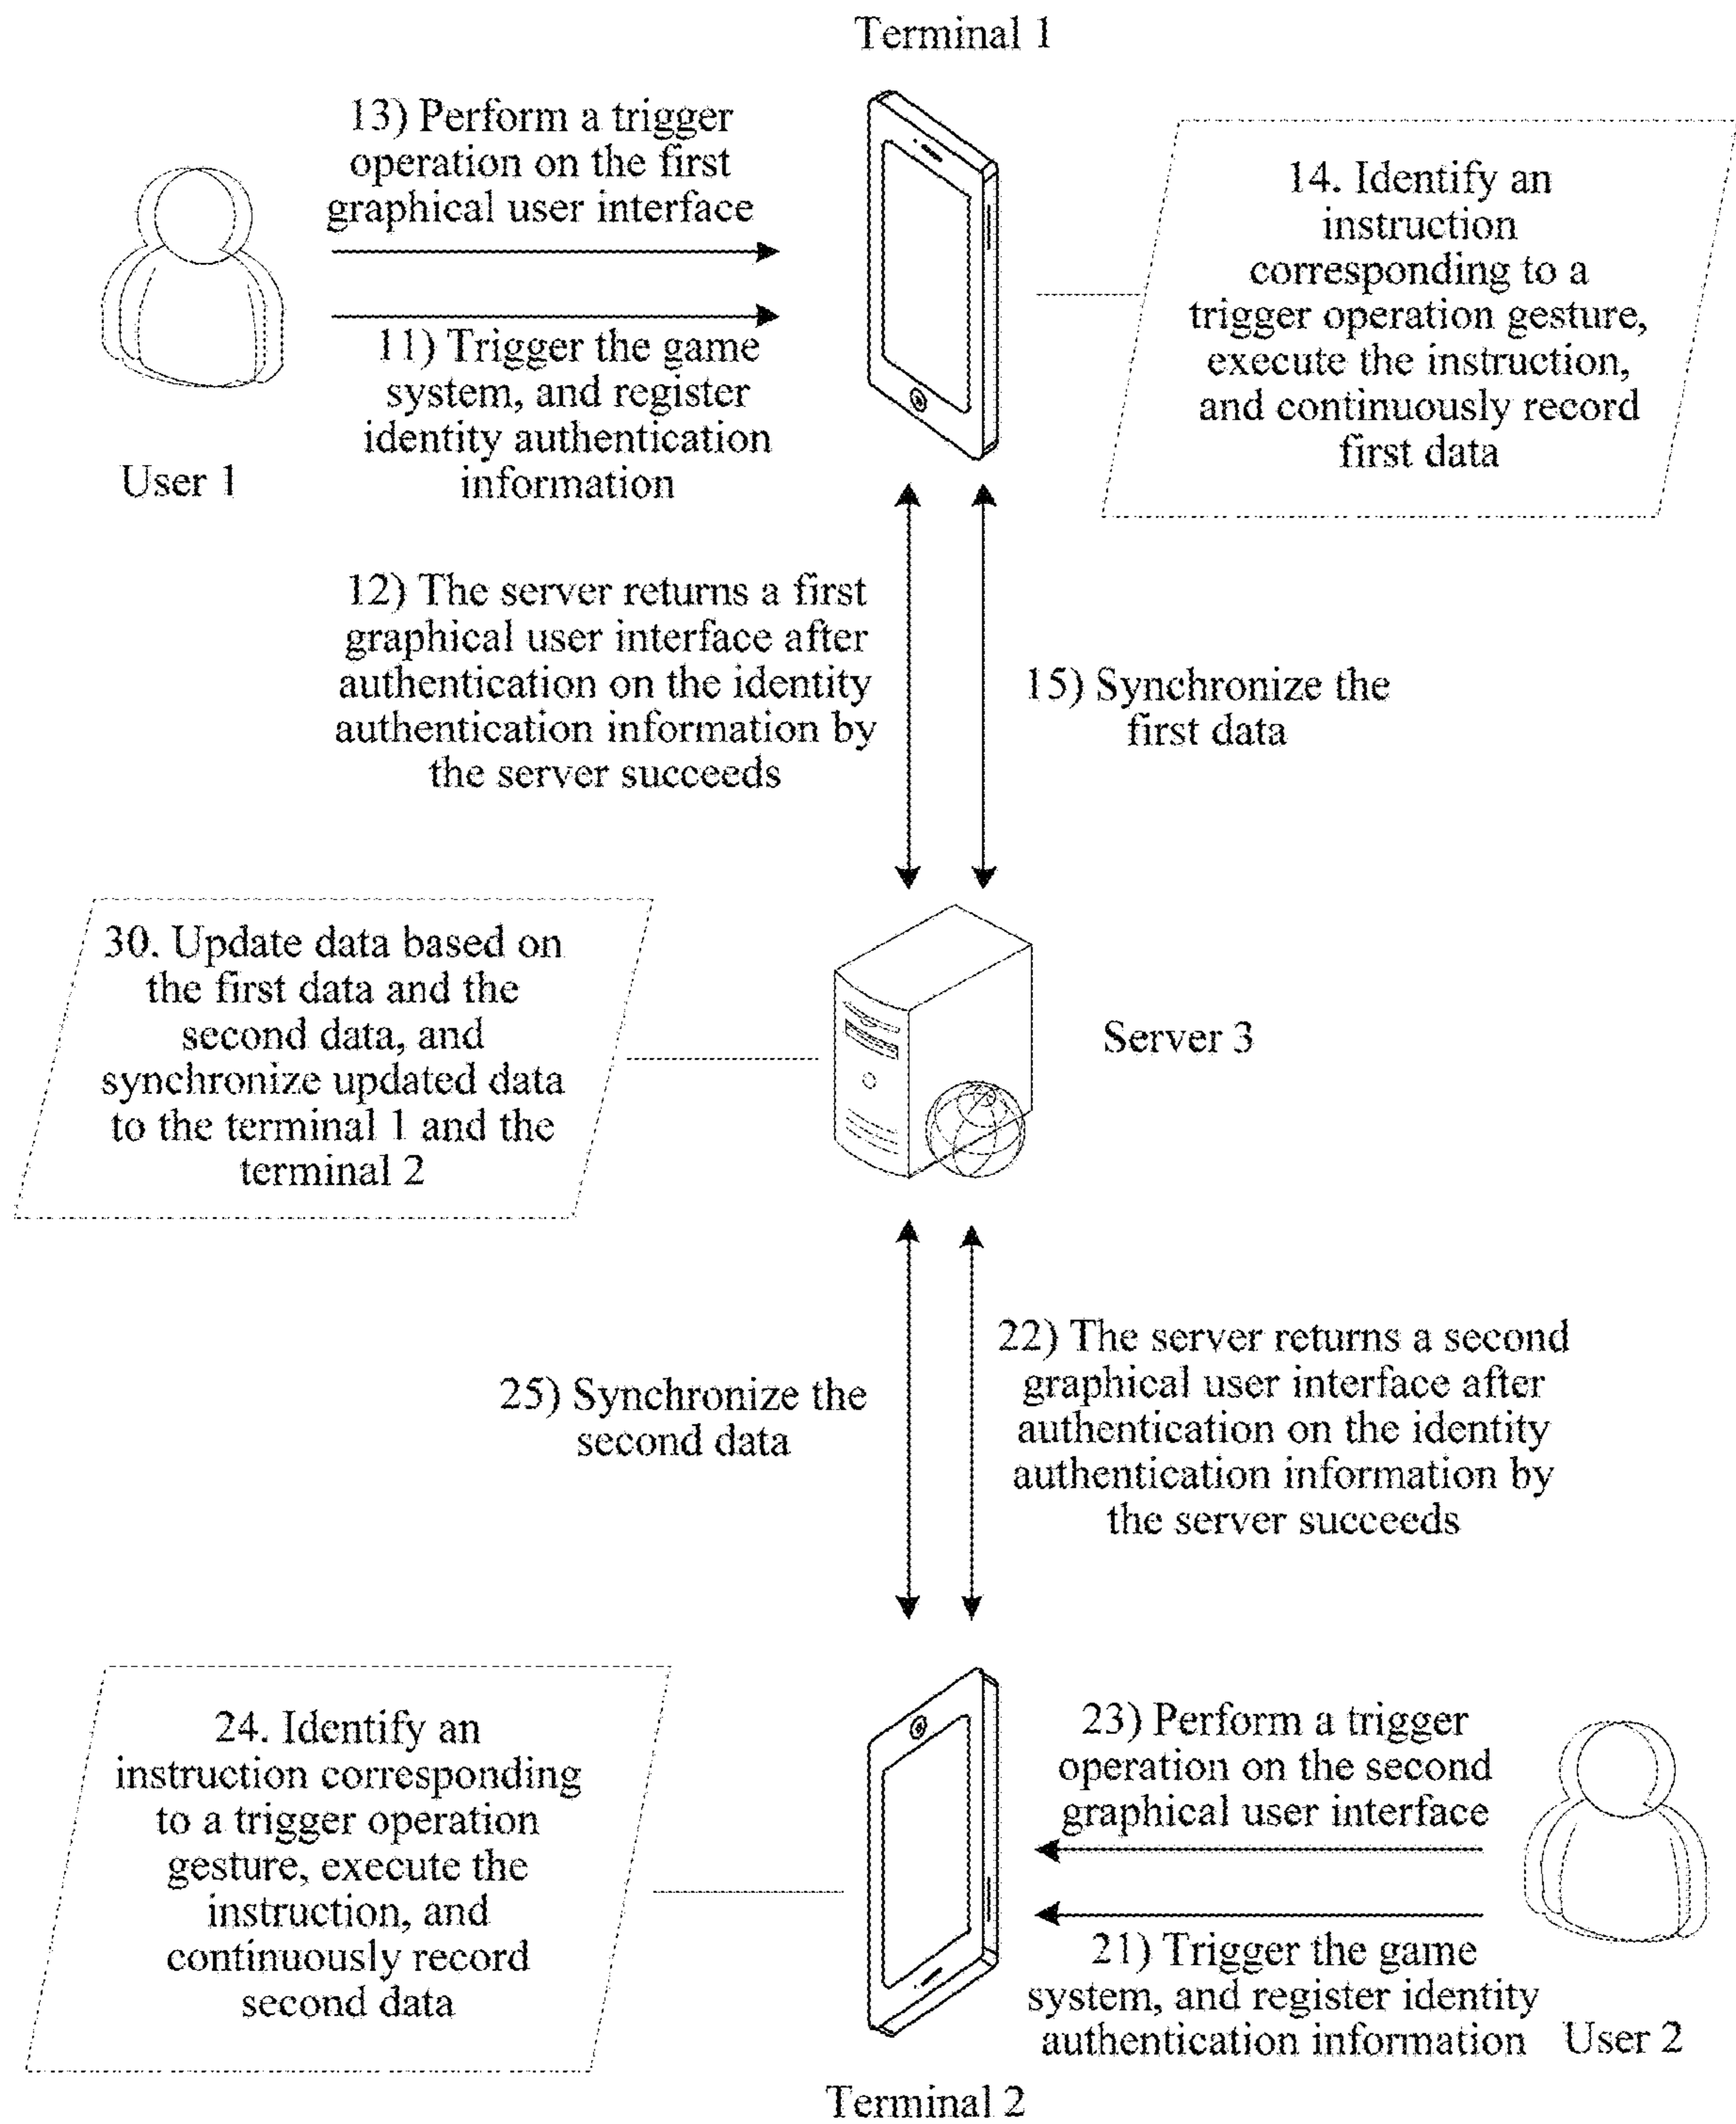 Terminal 1
13) Perform a trigger
operation on the first
graphical user interface
11) Trigger the game
system, and register
identity authentication
information
User 1
14. Identify an
instruction
corresponding to a
trigger operation gesture,
execute the instruction,
and continuously record
first data
12) The server returns a first
graphical user interface after
authentication on the identity
authentication information by
the server succeeds
15) Synchronize the
first data
30. Update data based on
the first data and the
second data, and
synchronize updated data
to the terminal 1 and the
terminal 2
Server 3
25) Synchronize the
second data
22) The server returns a second
graphical user interface after
authentication on the identity
authentication information by
the server succeeds
24. Identify an
instruction corresponding
to a trigger operation
gesture, execute the
instruction, and
continuously record
second data
23) Perform a trigger
operation on the second
graphical user interface
21) Trigger the game
system, and register identity
authentication information
User 2
Terminal 2